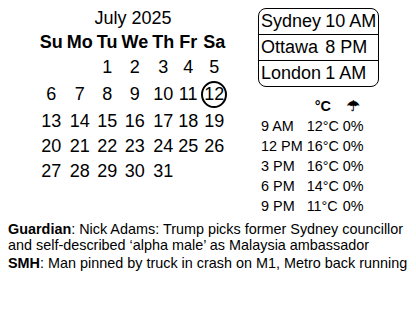 July 2025
Su Mo Tu We Th Fr Sa
1 2 3 4 5
6 7 8 9 10 11 12
13 14 15 16 17 18 19
20 21 22 23 24 25 26
27 28 29 30 31
Sydney 10 AM
Ottawa 8 PM
London 1 AM
°C ☂
9 AM 12°C 0%
12 PM 16°C 0%
3 PM 16°C 0%
6 PM 14°C 0%
9 PM 11°C 0%
Guardian: Nick Adams: Trump picks former Sydney councillor
and self-described ‘alpha male’ as Malaysia ambassador
SMH: Man pinned by truck in crash on M1, Metro back running